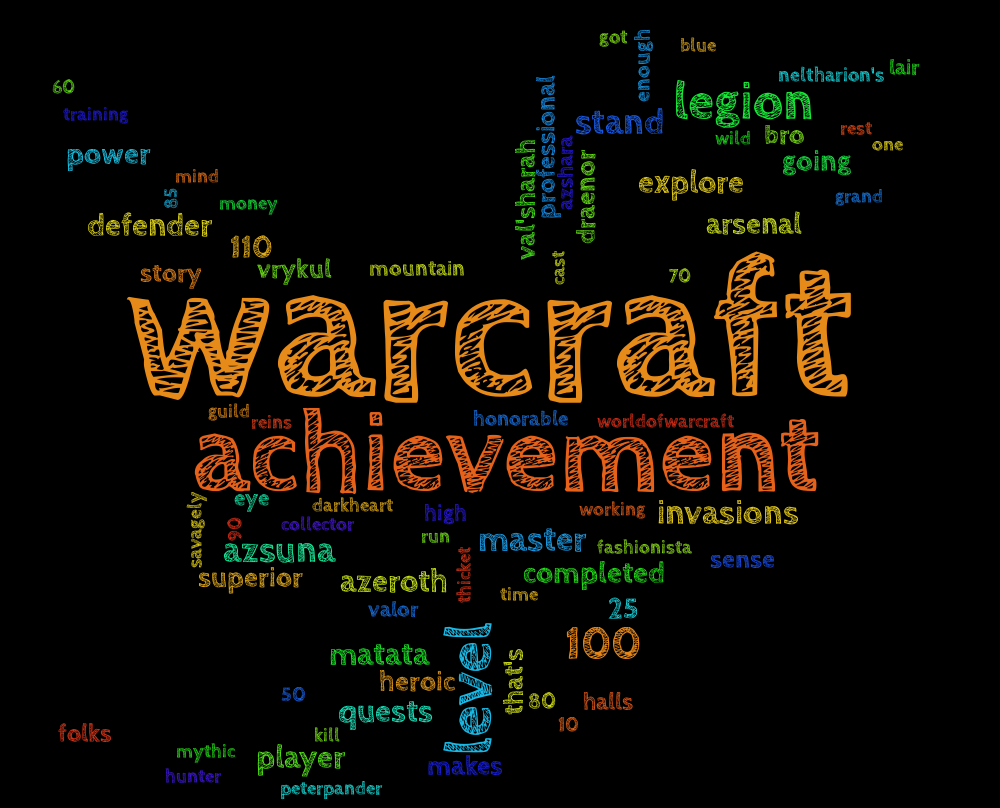 got
enough
blue
neltharion's
lair
60
training
professional
legion
stand
wild
bro
rest
one
power
val'sharah
azshara
draenor
going
mind
85
money
explore
grand
defender
110
arsenal
story
vrykul
mountain
cast
70
warcraft
guild
reins
honorable
worldofwarcraft
achievement
savagely
eye
darkheart
high
working
invasions
90
collector
run
master
fashionista
sense
azsuna
thicket
completed
superior
azeroth
time
valor
25
level
100
matata
that's
heroic
50
80
halls
quests
10
folks
kill
mythic
player
makes
hunter
peterpander